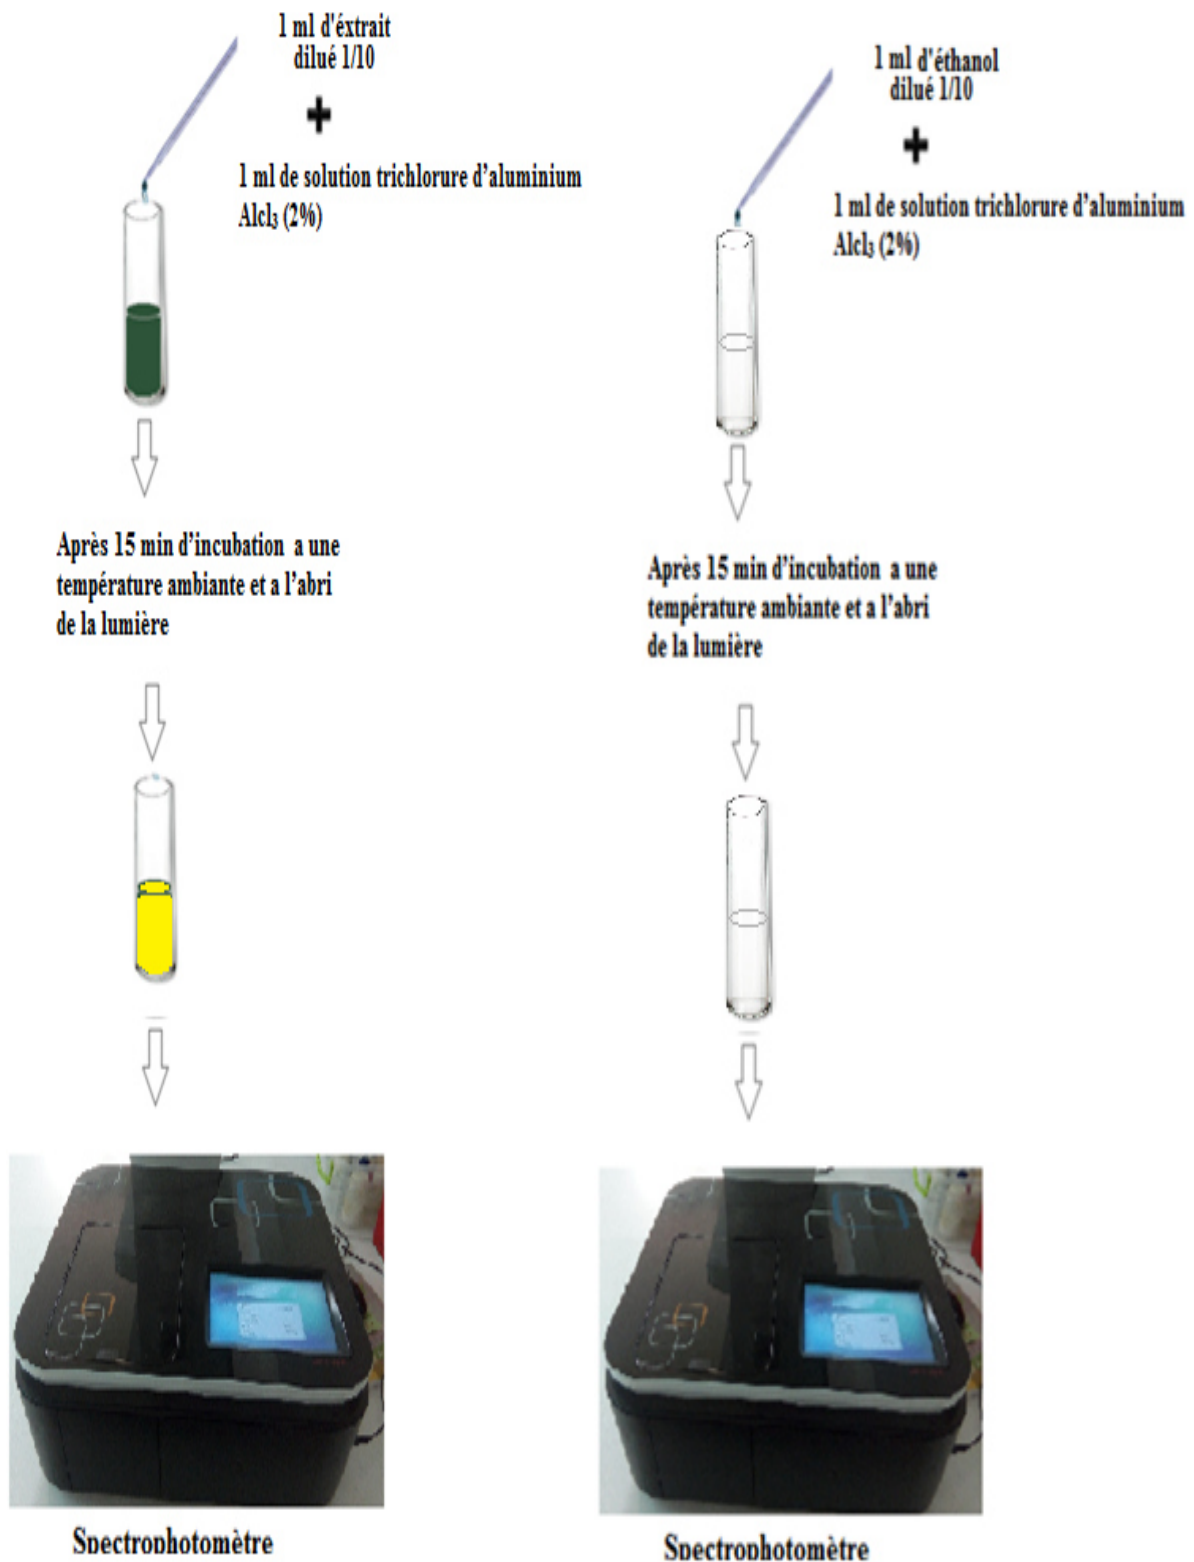 1 ml d'éxtrait
dilué 1/10
+
1 ml de solution trichlorure d’aluminium
Alcl₃ (2%)
Après 15 min d’incubation a une
température ambiante et a l’abri
de la lumière
Spectrophotomètre
1 ml d'éthanol
dilué 1/10
+
1 ml de solution trichlorure d’aluminium
Alcl₃ (2%)
Après 15 min d’incubation a une
température ambiante et a l’abri
de la lumière
Spectrophotomètre